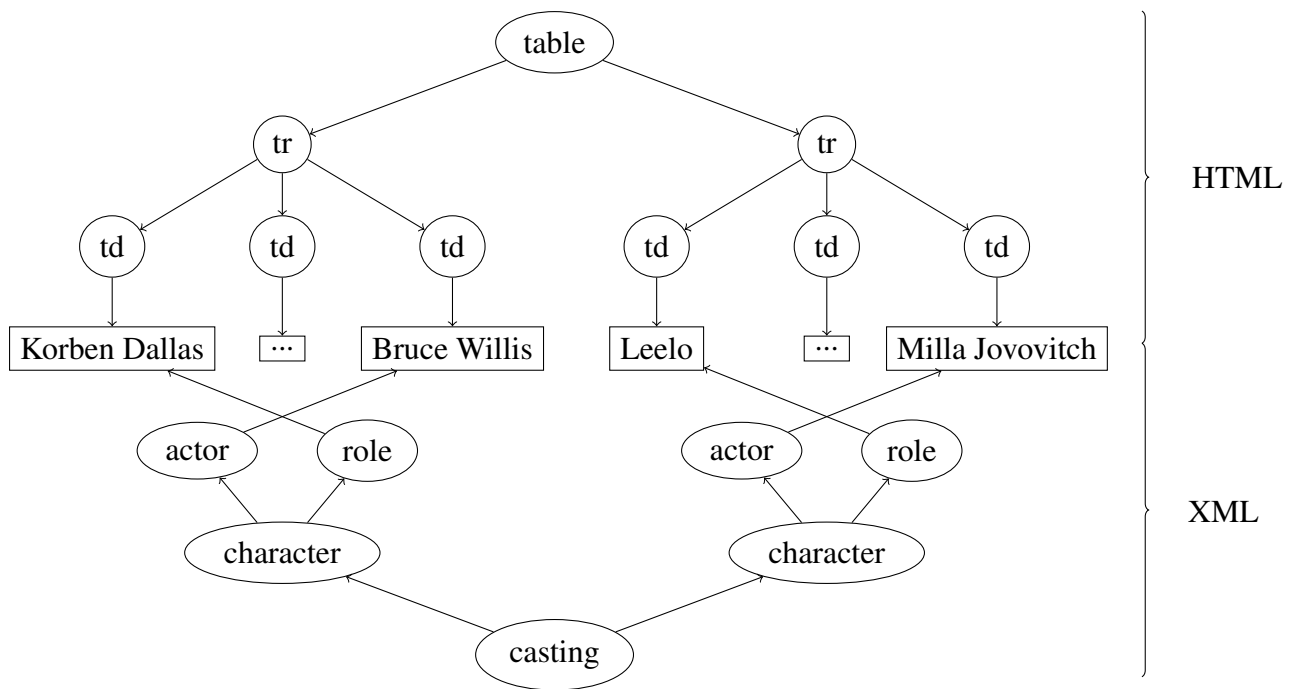 table
tr tr
HTML
td td td td td td
Korben Dallas ... Bruce Willis Leelo ... Milla Jovovitch
actor role actor role
XML
character character
casting